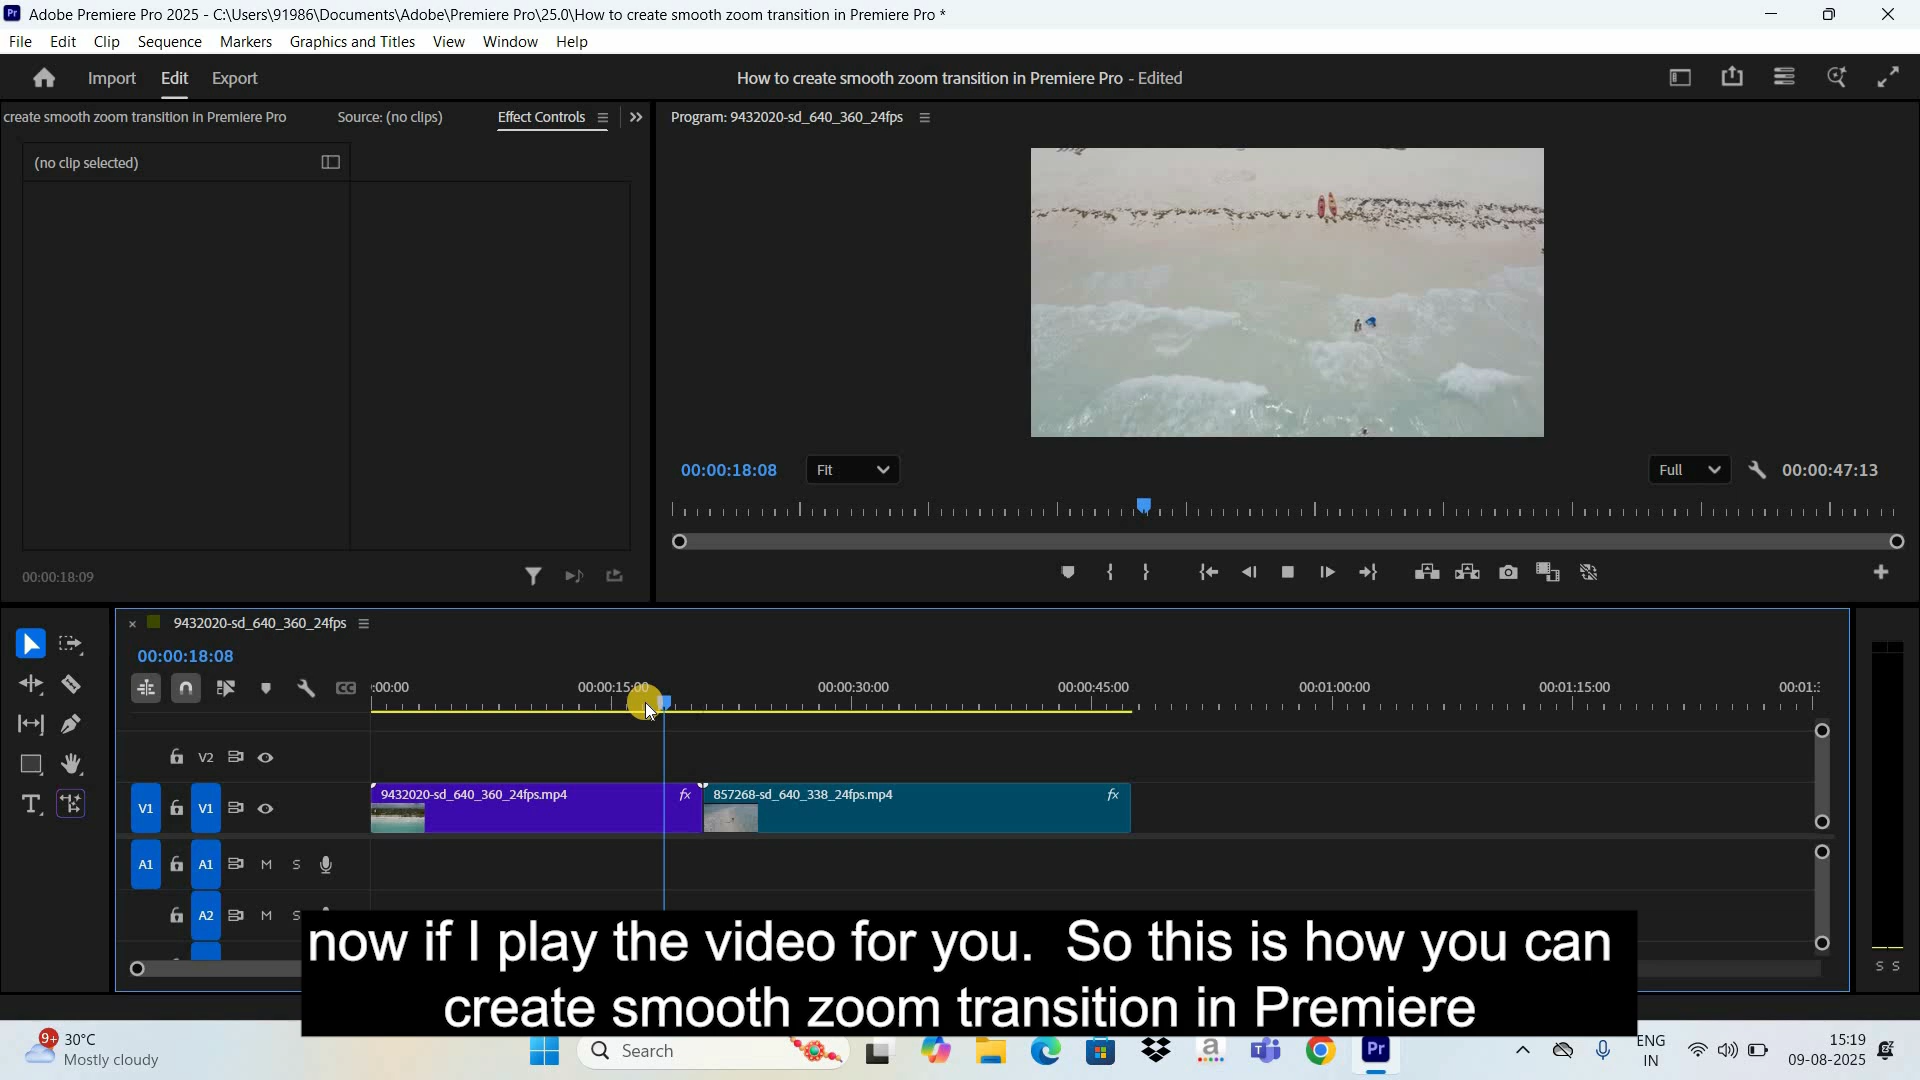 Adobe Premiere Pro 2025 - C:\Users\91986\Documents\Adobe\Premiere Pro\25.0\How to create smooth zoom transition in Premiere Pro *
File Edit Clip Sequence Markers Graphics and Titles View Window Help
Import Edit Export
How to create smooth zoom transition in Premiere Pro - Edited
create smooth zoom transition in Premiere Pro
Source: (no clips)
Effect Controls
Program: 9432020-sd_640_360_24fps
(no clip selected)
00:00:18:08
Fit
Full
00:00:47:13
00:00:18:09
9432020-sd_640_360_24fps
00:00:18:08
:00:00
00:00:15:00
00:00:30:00
00:00:45:00
00:01:00:00
00:01:15:00
00:01:
V2
V1 V1
9432020-sd_640_360_24fps.mp4 fx
857268-sd_640_338_24fps.mp4 fx
A1 A1 M S
A2 M S
S S
now if I play the video for you. So this is how you can
create smooth zoom transition in Premiere
9+
30°C
Mostly cloudy
Search
Pr
ENG
IN
15:19
09-08-2025